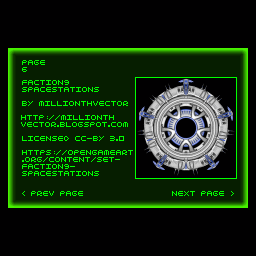 PAGE
6
FACTION9
SPACESTATIONS
BY MILLIONTHVECTOR
HTTP://MILLIONTH
VECTOR.BLOGSPOT.COM
LICENSED CC-BY 3.0
HTTPS://OPENGAMEART
.ORG/CONTENT/SET-
FACTION9-
SPACESTATIONS
< PREV PAGE
NEXT PAGE >